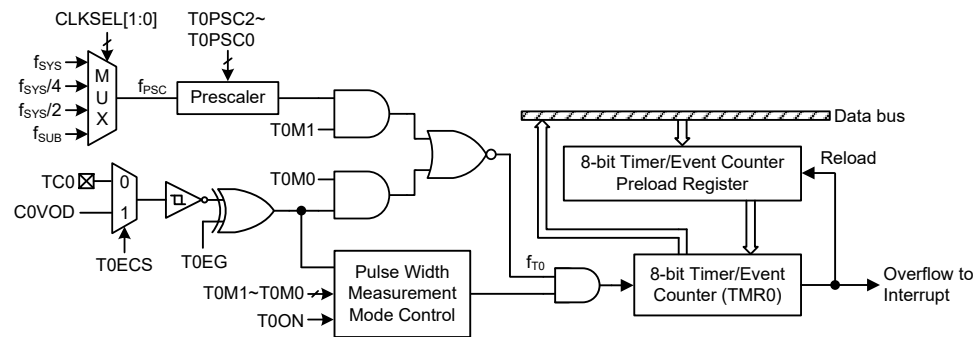 CLKSEL[1:0]
T0PSC2~
T0PSC0
fSYS
fSYS/4
fSYS/2
fSUB
M
U
X
fPSC
Prescaler
T0M1
Data bus
8-bit Timer/Event Counter
Preload Register
Reload
TC0
C0VOD
0
1
T0ECS
T0EG
T0M0
fT0
Pulse Width
Measurement
Mode Control
T0M1~T0M0
T0ON
8-bit Timer/Event
Counter (TMR0)
Overflow to
Interrupt